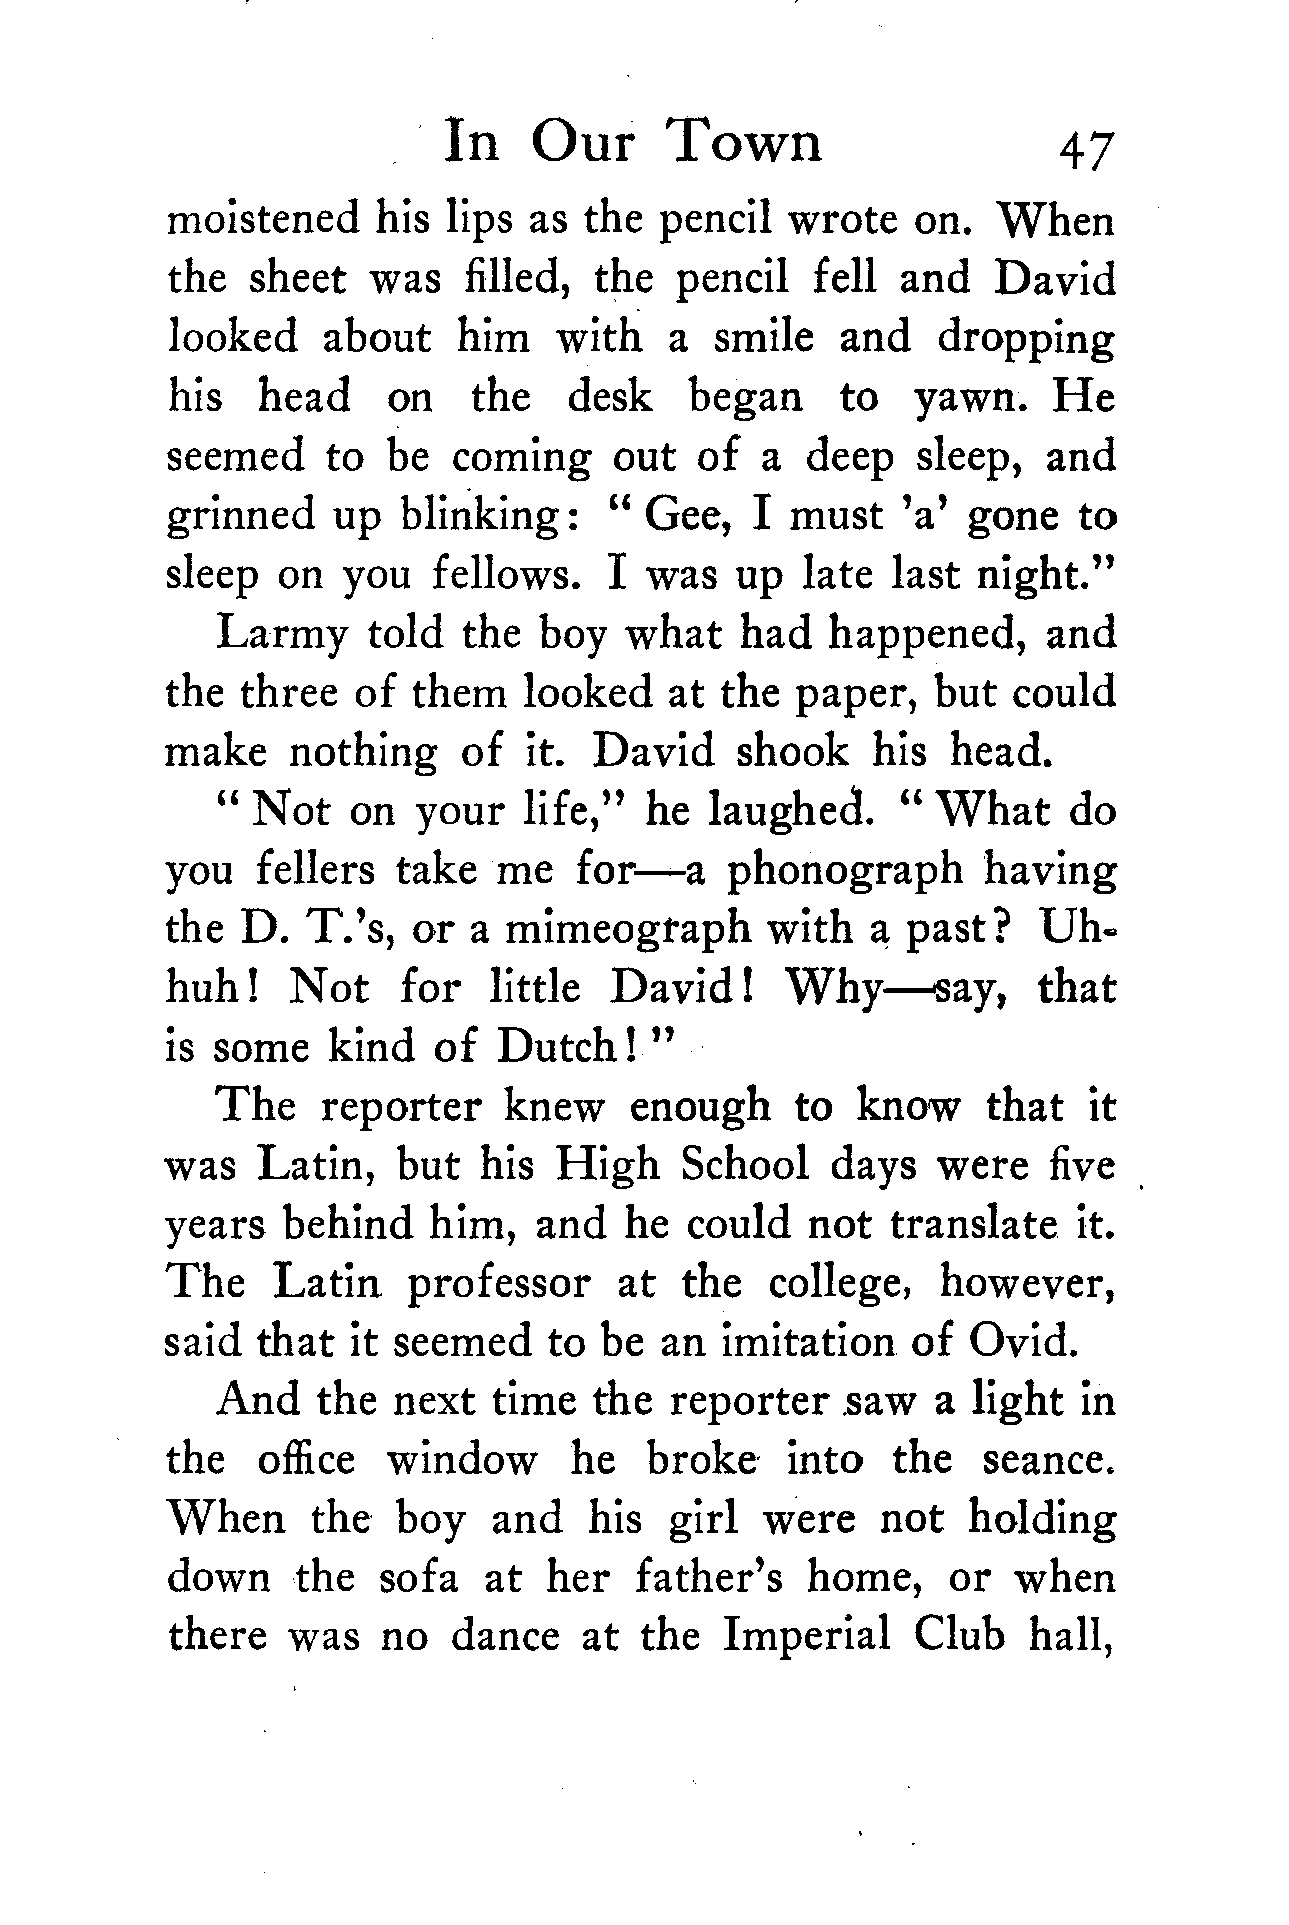 In Our Town 47
moistened his lips as the pencil wrote on. When
the sheet was filled, the pencil fell and David
looked about him with a smile and dropping
his head on the desk began to yawn. He
seemed to be coming out of a deep sleep, and
grinned up blinking: “ Gee, I must ’a’ gone to
sleep on you fellows. I was up late last night.”
Larmy told the boy what had happened, and
the three of them looked at the paper, but could
make nothing of it. David shook his head.
“ Not on your life,” he laughed. “ What do
you fellers take me for—a phonograph having
the D. T.’s, or a mimeograph with a past? Uh-
huh! Not for little David! Why—say, that
is some kind of Dutch! ”
The reporter knew enough to know that it
was Latin, but his High School days were five
years behind him, and he could not translate it.
The Latin professor at the college, however,
said that it seemed to be an imitation of Ovid.
And the next time the reporter saw a light in
the office window he broke into the seance.
When the boy and his girl were not holding
down the sofa at her father’s home, or when
there was no dance at the Imperial Club hall,